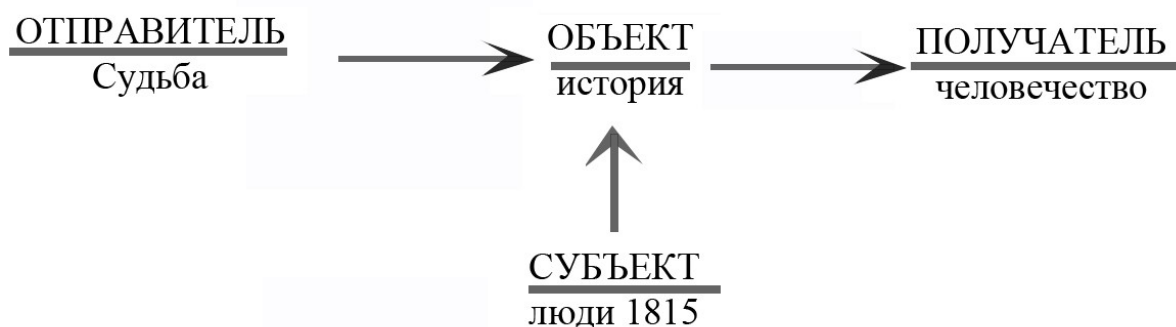 ОТПРАВИТЕЛЬ
Судьба
ОБЪЕКТ
история
ПОЛУЧАТЕЛЬ
человечество
СУБЪЕКТ
люди 1815